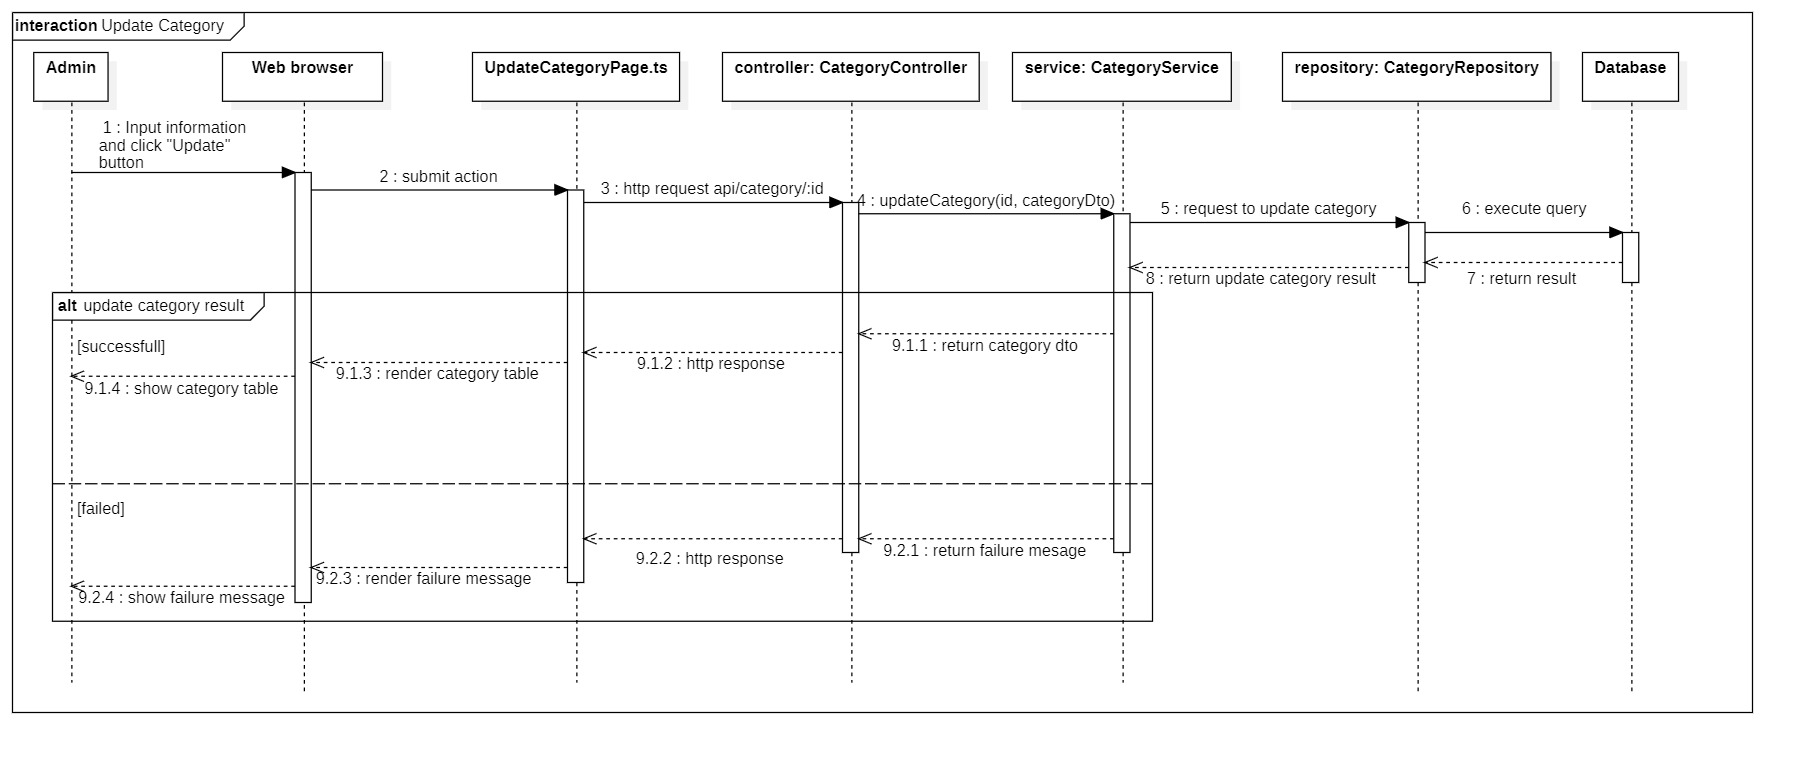 interaction Update Category
Admin
Web browser
UpdateCategoryPage.ts
controller: CategoryController
service: CategoryService
repository: CategoryRepository
Database
1 : Input information
and click "Update"
button
2 : submit action
3 : http request api/category/:id
4 : updateCategory(id, categoryDto)
5 : request to update category
6 : execute query
7 : return result
8 : return update category result
alt update category result
[successfull]
9.1.1 : return category dto
9.1.2 : http response
9.1.3 : render category table
9.1.4 : show category table
[failed]
9.2.1 : return failure mesage
9.2.2 : http response
9.2.3 : render failure message
9.2.4 : show failure message